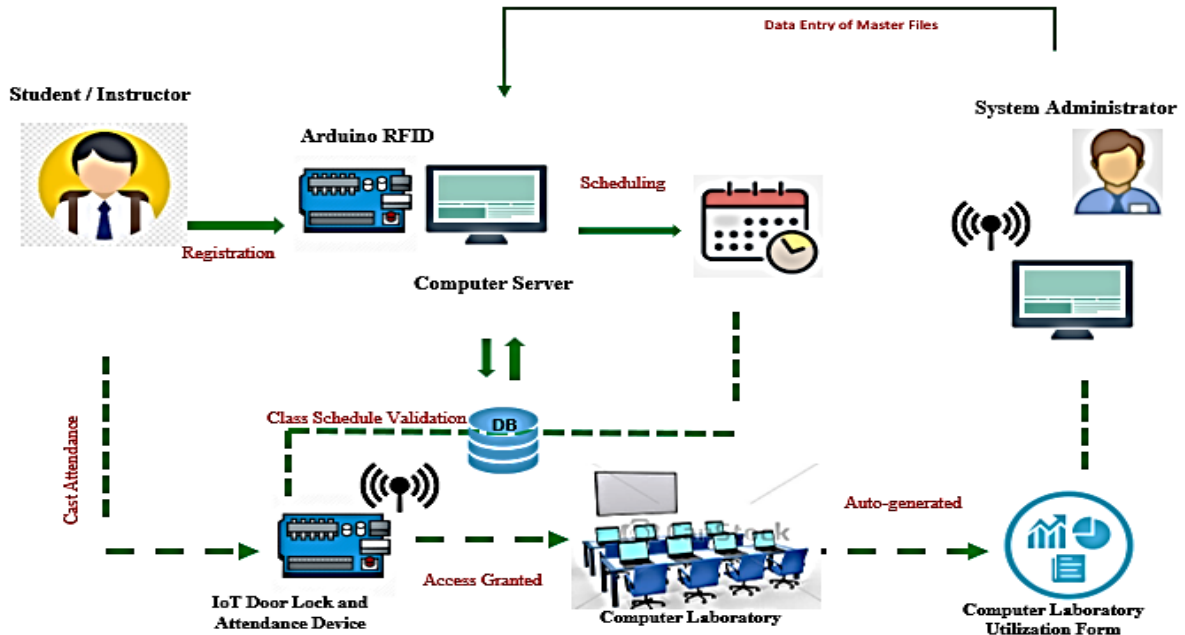 Data Entry of Master Files
Student / Instructor
System Administrator
Arduino RFID
Scheduling
Registration
Computer Server
Class Schedule Validation
DB
Cast Attendance
Auto-generated
Access Granted
IoT Door Lock and
Attendance Device
Computer Laboratory
Computer Laboratory
Utilization Form